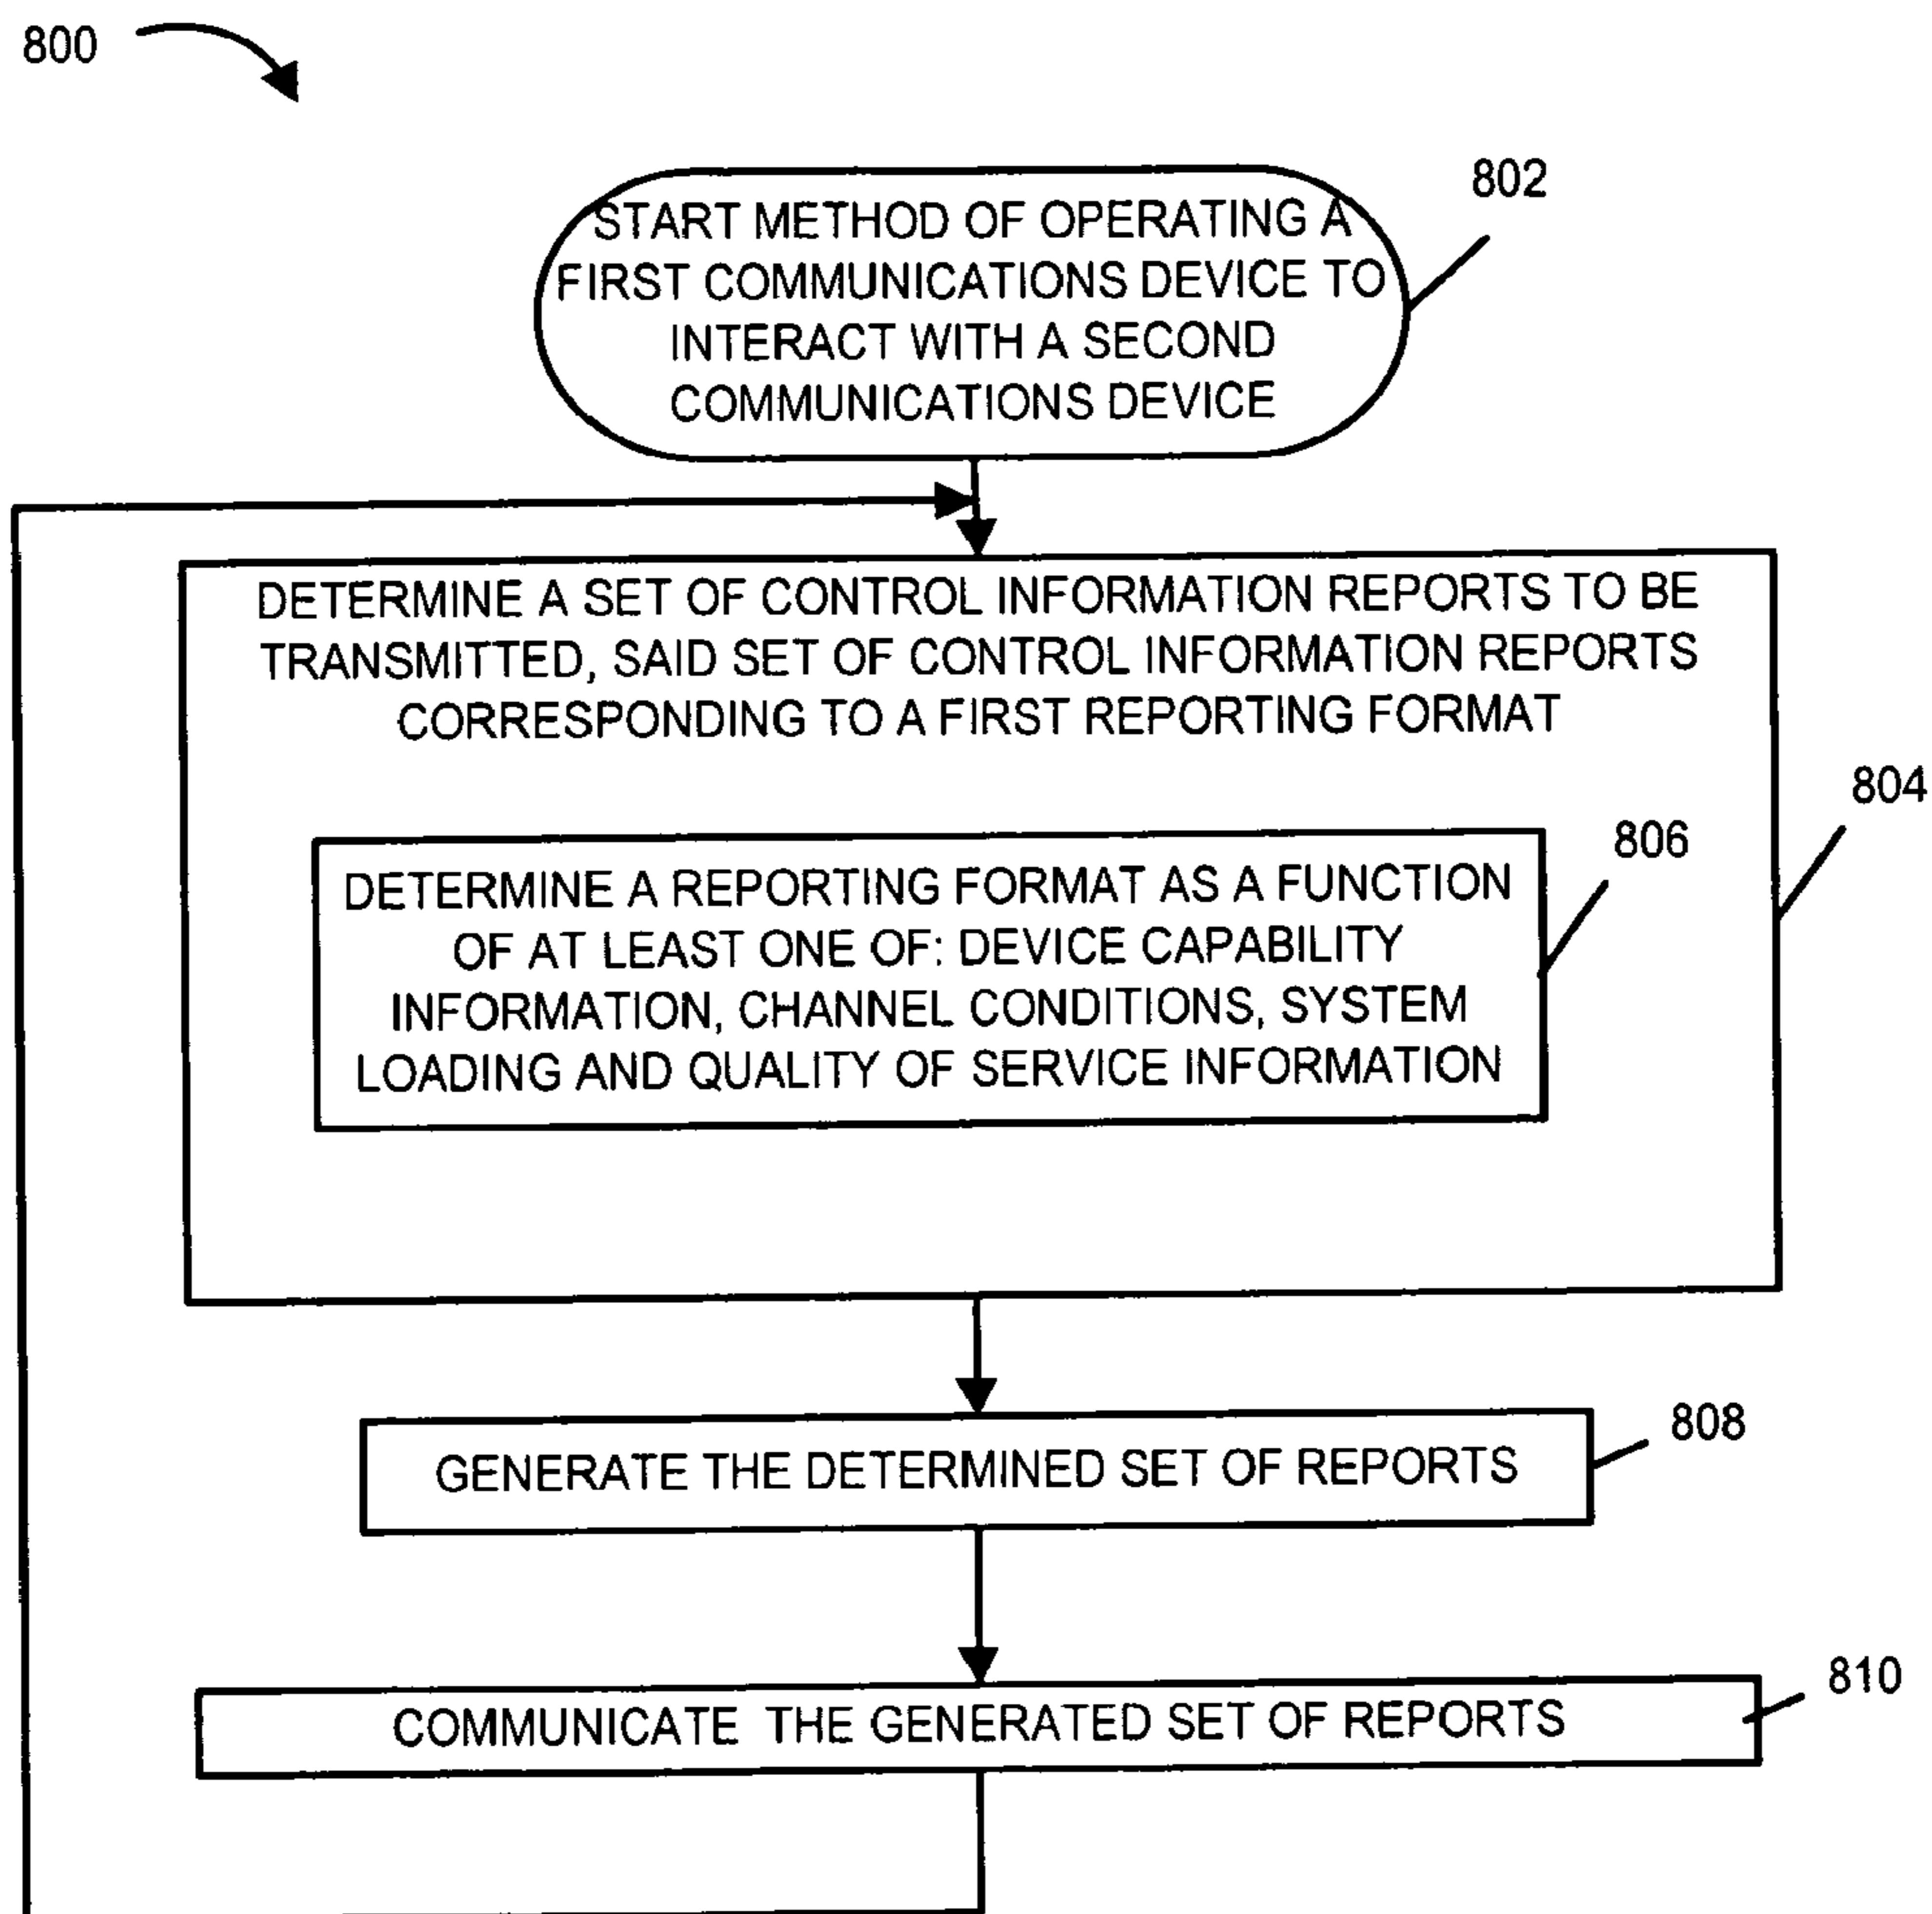 800
802
START METHOD OF OPERATING A
FIRST COMMUNICATIONS DEVICE TO
INTERACT WITH A SECOND
COMMUNICATIONS DEVICE
DETERMINE A SET OF CONTROL INFORMATION REPORTS TO BE
TRANSMITTED, SAID SET OF CONTROL INFORMATION REPORTS
CORRESPONDING TO A FIRST REPORTING FORMAT
804
806
DETERMINE A REPORTING FORMAT AS A FUNCTION
OF AT LEAST ONE OF: DEVICE CAPABILITY
INFORMATION, CHANNEL CONDITIONS, SYSTEM
LOADING AND QUALITY OF SERVICE INFORMATION
808
GENERATE THE DETERMINED SET OF REPORTS
810
COMMUNICATE THE GENERATED SET OF REPORTS